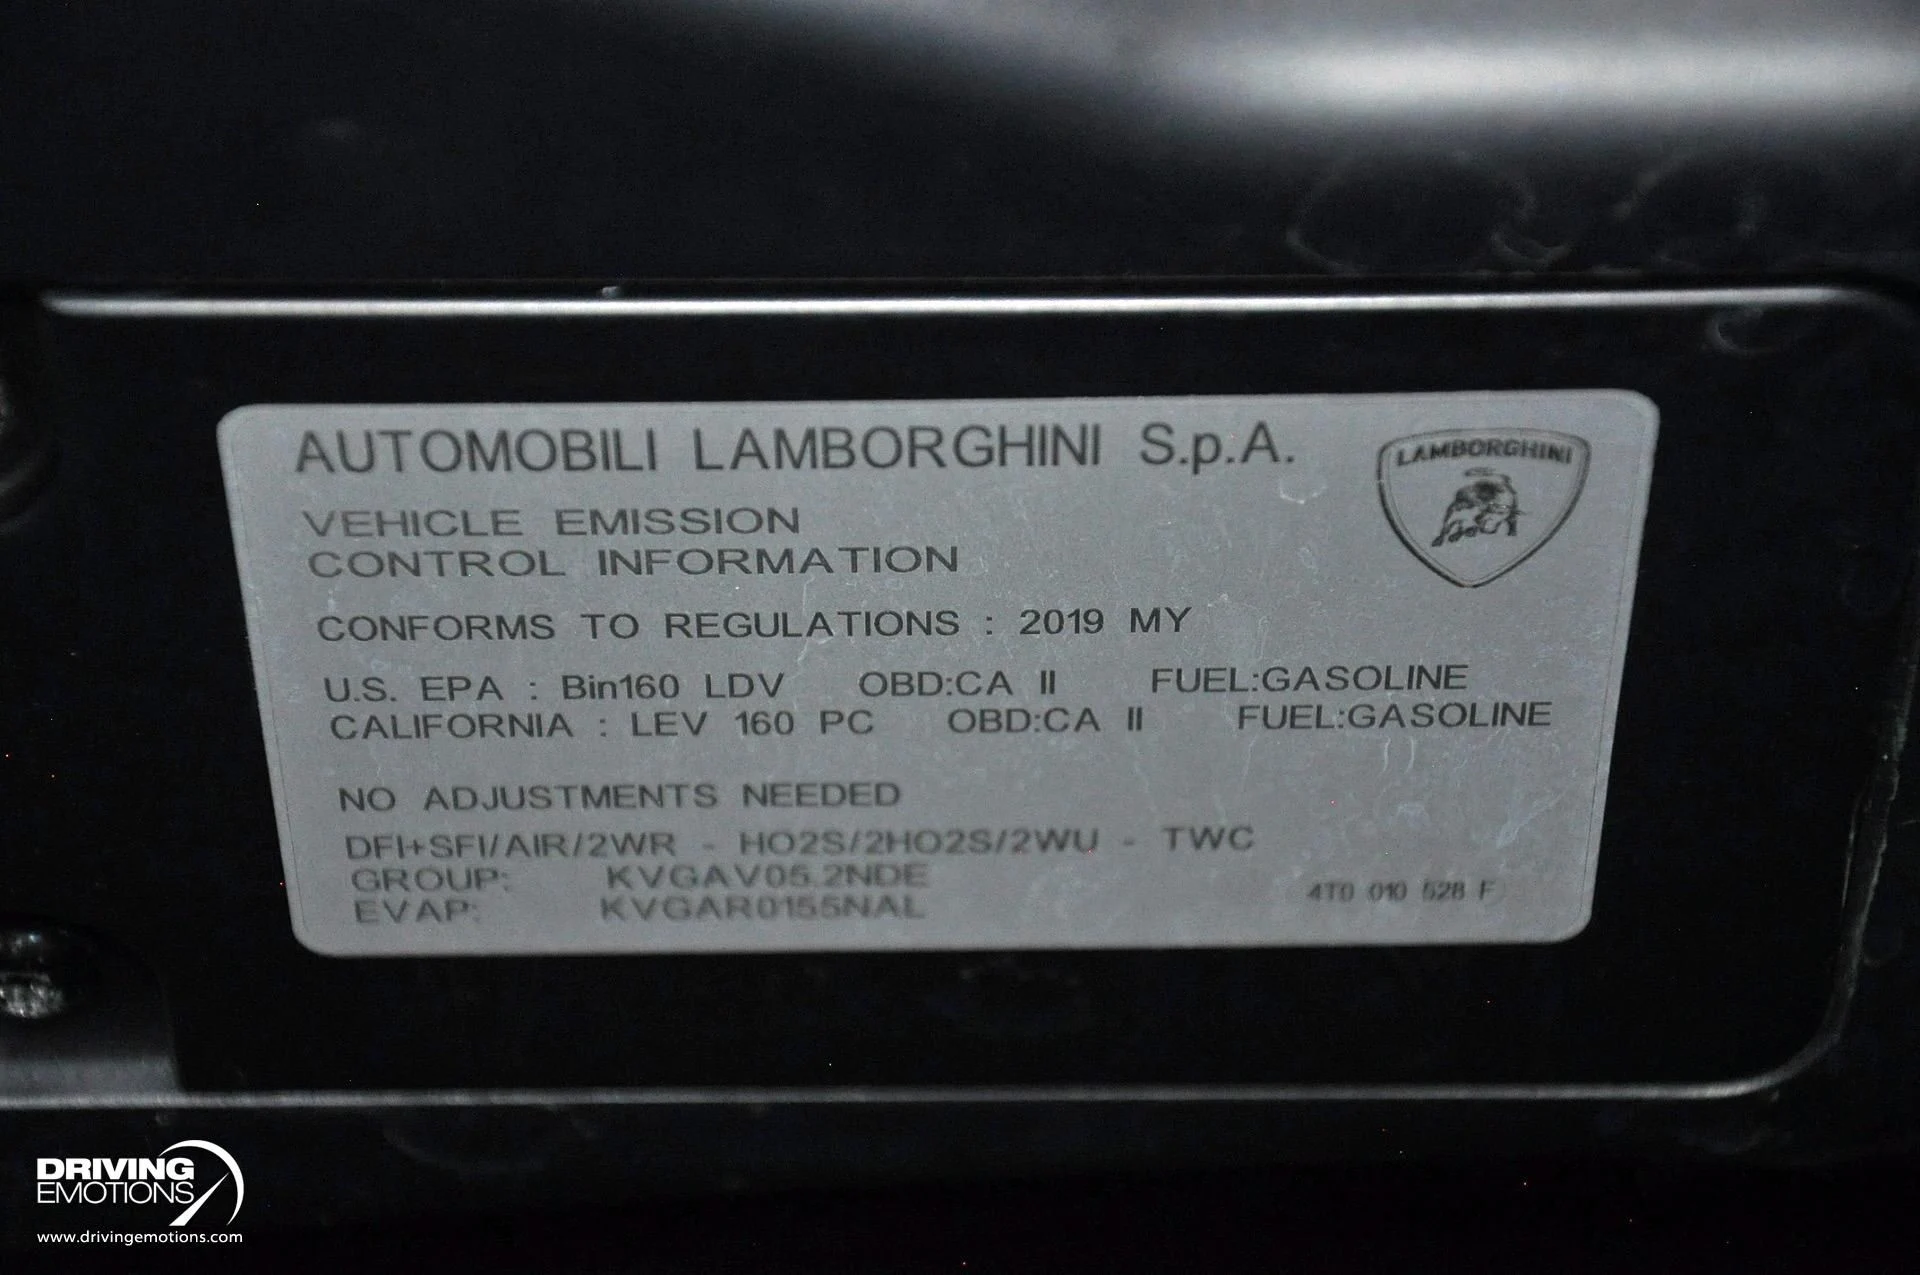 AUTOMOBILI LAMBORGHINI S.p.A.
LAMBORGHINI
VEHICLE EMISSION
CONTROL INFORMATION
CONFORMS TO REGULATIONS : 2019 MY
U.S. EPA : Bin160 LDV OBD:CA II FUEL:GASOLINE
CALIFORNIA : LEV 160 PC OBD:CA II FUEL:GASOLINE
NO ADJUSTMENTS NEEDED
DFI+SFI/AIR/2WR - HO2S/2HO2S/2WU - TWC
GROUP: KVGAV05.2NDE
EVAP: KVGAR0155NAL
4T0 010 528 F
DRIVING
EMOTIONS
www.drivingemotions.com